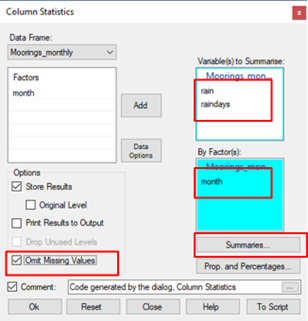 Column Statistics
x
Data Frame:
Moorings_monthly
Factors
month
Add
Data
Options
Variable(s) to Summarise:
Moorings_mon...
rain
raindays
By Factor(s):
Moorings_mon...
month
Options
Store Results
Original Level
Print Results to Output
Drop Unused Levels
Omit Missing Values
Summaries...
Prop. and Percentages...
Comment:
Code generated by the dialog, Column Statistics
...
Ok
Reset
Close
Help
To Script